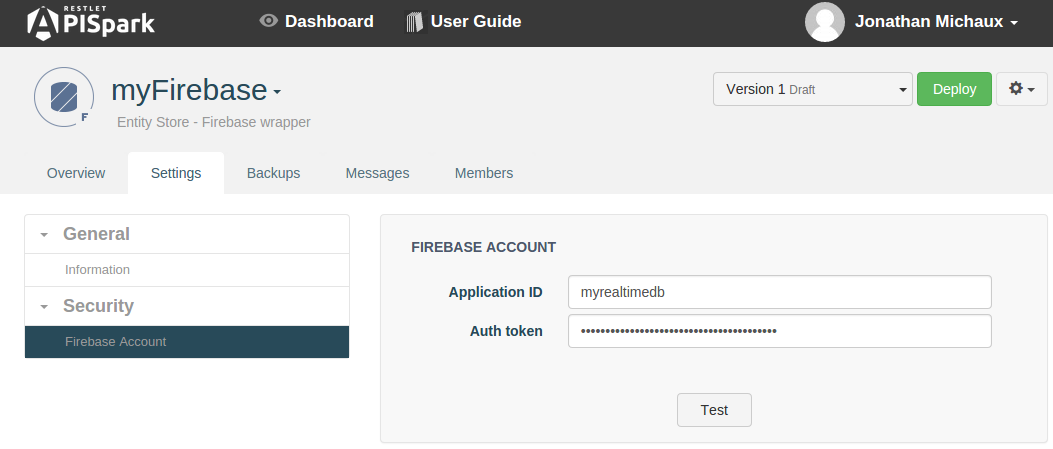 RESTLET
APISpark
Dashboard
User Guide
Jonathan Michaux
myFirebase
F
Entity Store - Firebase wrapper
Version 1 Draft
Deploy
Overview
Settings
Backups
Messages
Members
General
Information
Security
Firebase Account
FIREBASE ACCOUNT
Application ID
myrealtimedb
Auth token
••••••••••••••••••••••••••••••••••••••••
Test